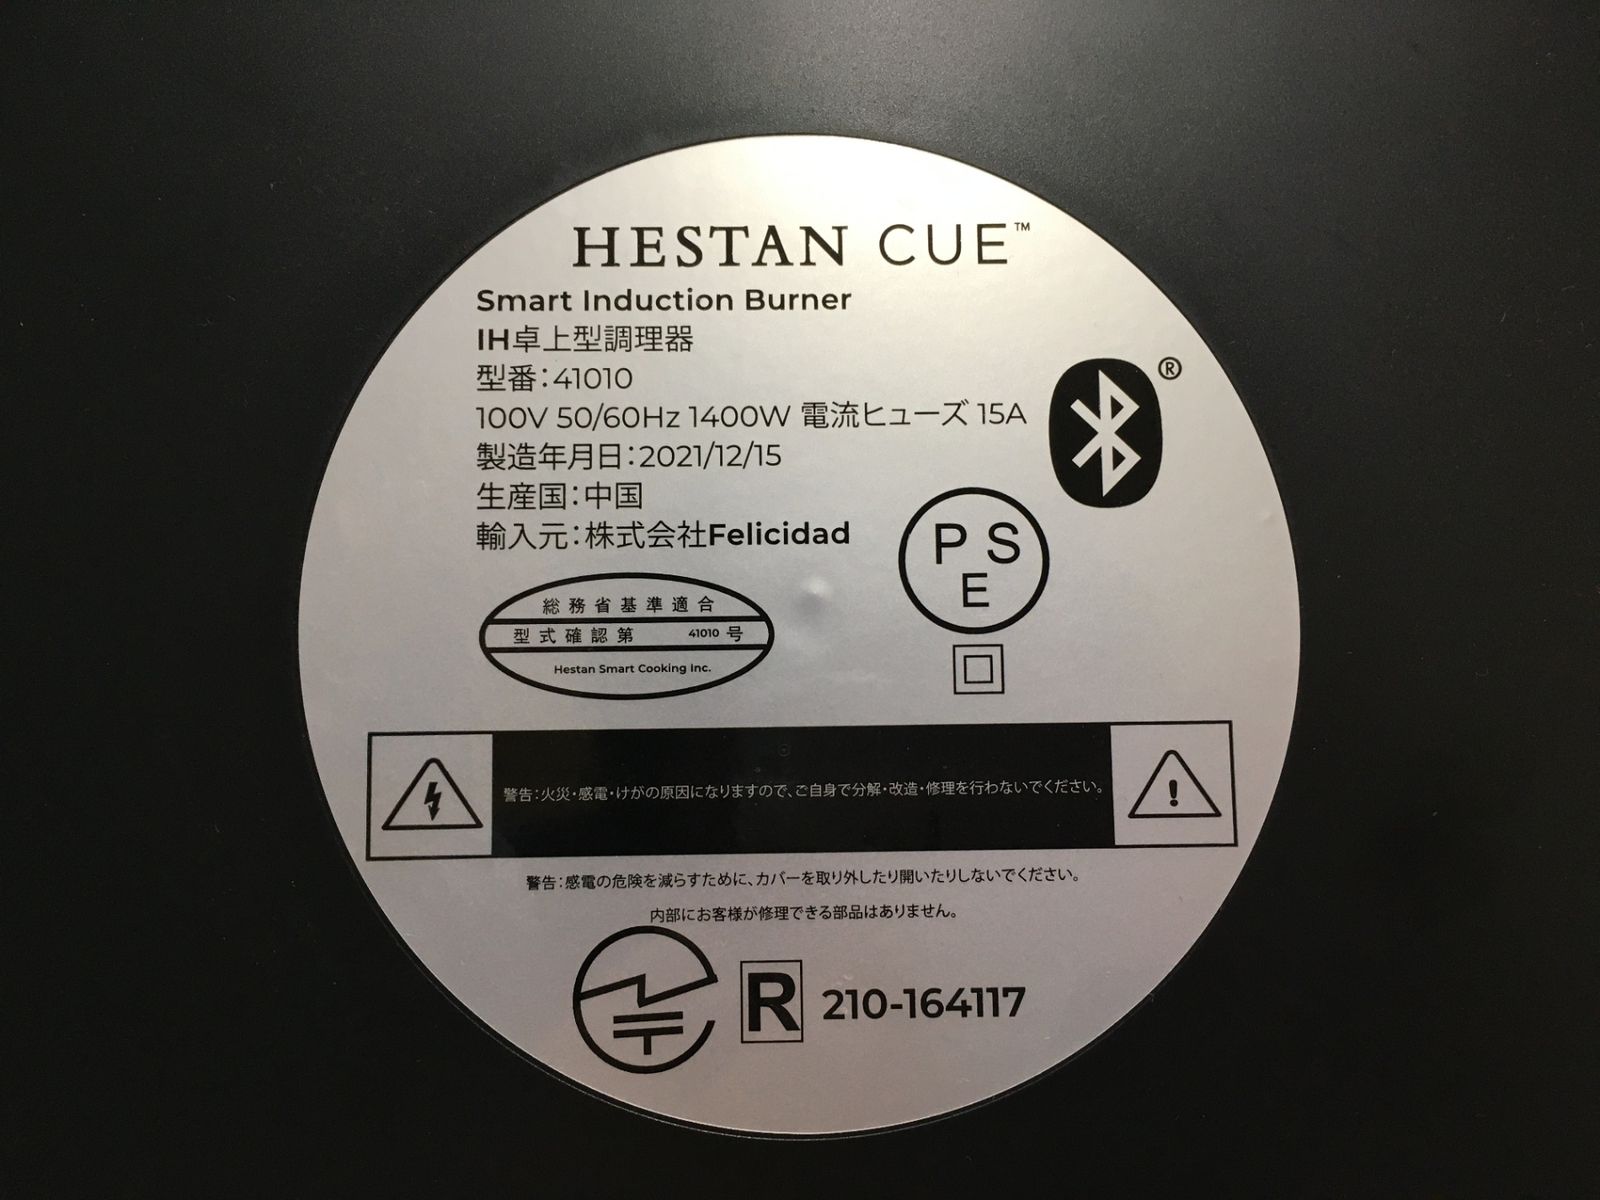 HESTAN CUE™
Smart Induction Burner
IH卓上型調理器
型番：41010
100V 50/60Hz 1400W 電流ヒューズ 15A
製造年月日：2021/12/15
生産国：中国
輸入元：株式会社Felicidad
®
P S
E
総務省基準適合
型式確認第 41010 号
Hestan Smart Cooking Inc.
警告：火災・感電・けがの原因になりますので、ご自身で分解・改造・修理を行わないでください。
警告：感電の危険を減らすために、カバーを取り外したり開いたりしないでください。
内部にお客様が修理できる部品はありません。
R 210-164117